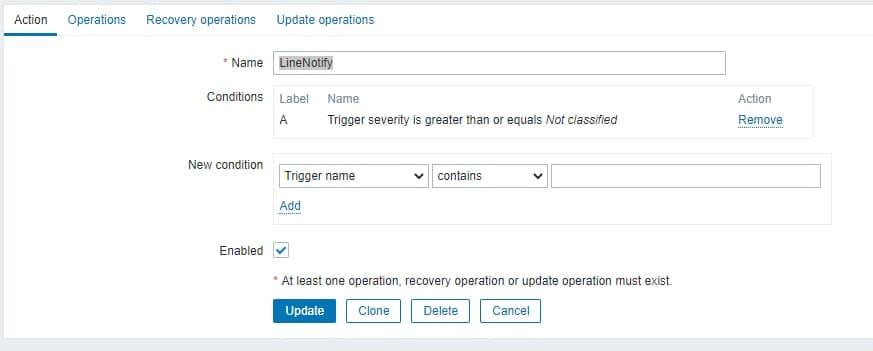 Action Operations Recovery operations Update operations
* Name LineNotify
Conditions Label Name Action
A Trigger severity is greater than or equals Not classified Remove
New condition Trigger name contains
Add
Enabled
* At least one operation, recovery operation or update operation must exist.
Update Clone Delete Cancel